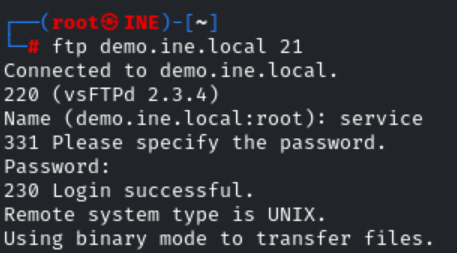 ┌──(root㉿INE)-[~]
└─# ftp demo.ine.local 21
Connected to demo.ine.local.
220 (vsFTPd 2.3.4)
Name (demo.ine.local:root): service
331 Please specify the password.
Password:
230 Login successful.
Remote system type is UNIX.
Using binary mode to transfer files.